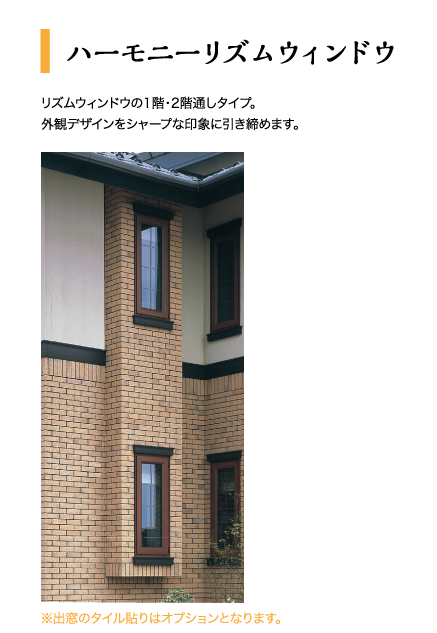 ハーモニーリズムウィンドウ
リズムウィンドウの1階・2階通しタイプ。
外観デザインをシャープな印象に引き締めます。
※出窓のタイル貼りはオプションとなります。